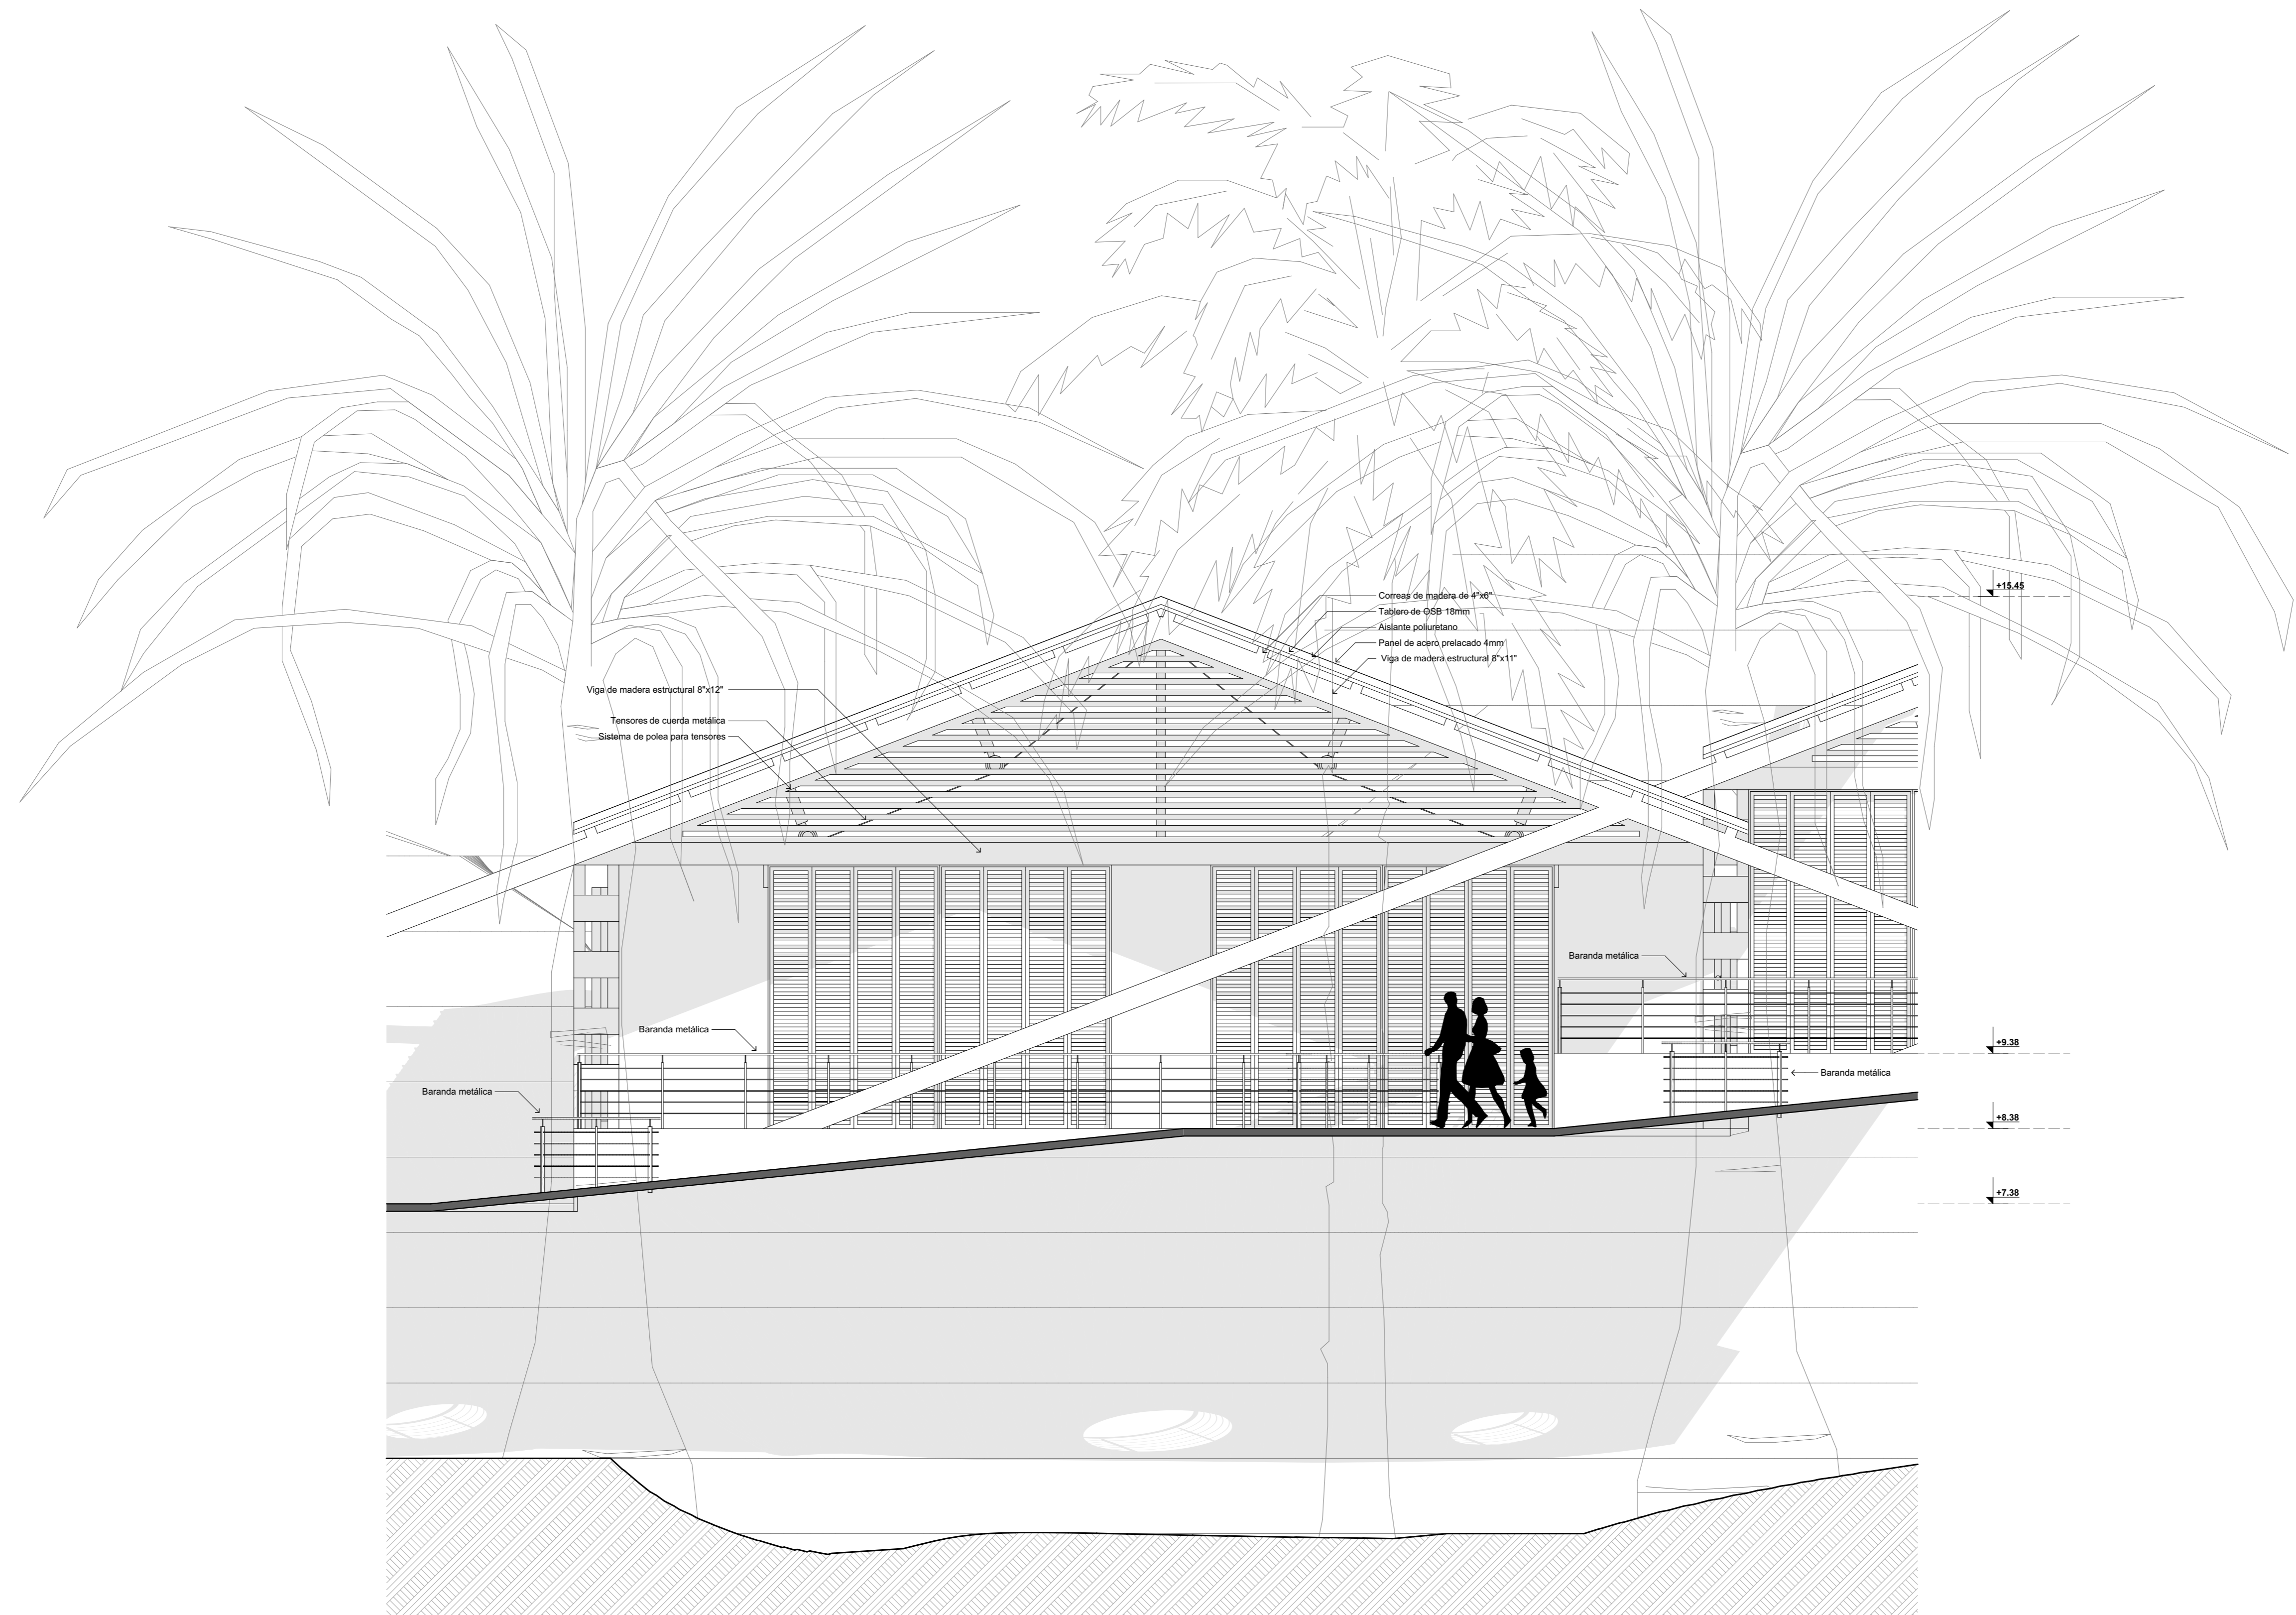 +15.45
Correas de madera de 4"x6"
Tablero de OSB 18mm
Aislante poliuretano
Panel de acero prelacado 4mm
Viga de madera estructural 8"x11"
Viga de madera estructural 8"x12"
Tensores de cuerda metálica
Sistema de polea para tensores
Baranda metálica
Baranda metálica
+9.38
Baranda metálica
Baranda metálica
+8.38
+7.38